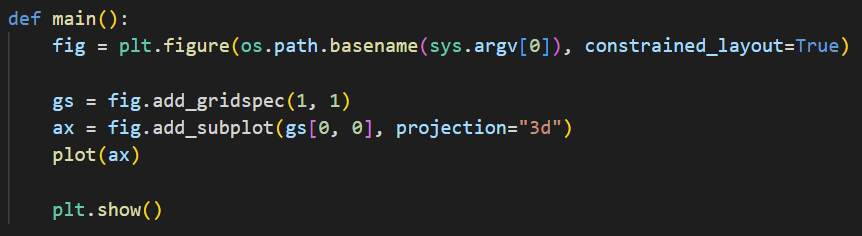 def main():
    fig = plt.figure(os.path.basename(sys.argv[0]), constrained_layout=True)
    gs = fig.add_gridspec(1, 1)
    ax = fig.add_subplot(gs[0, 0], projection="3d")
    plot(ax)
    plt.show()